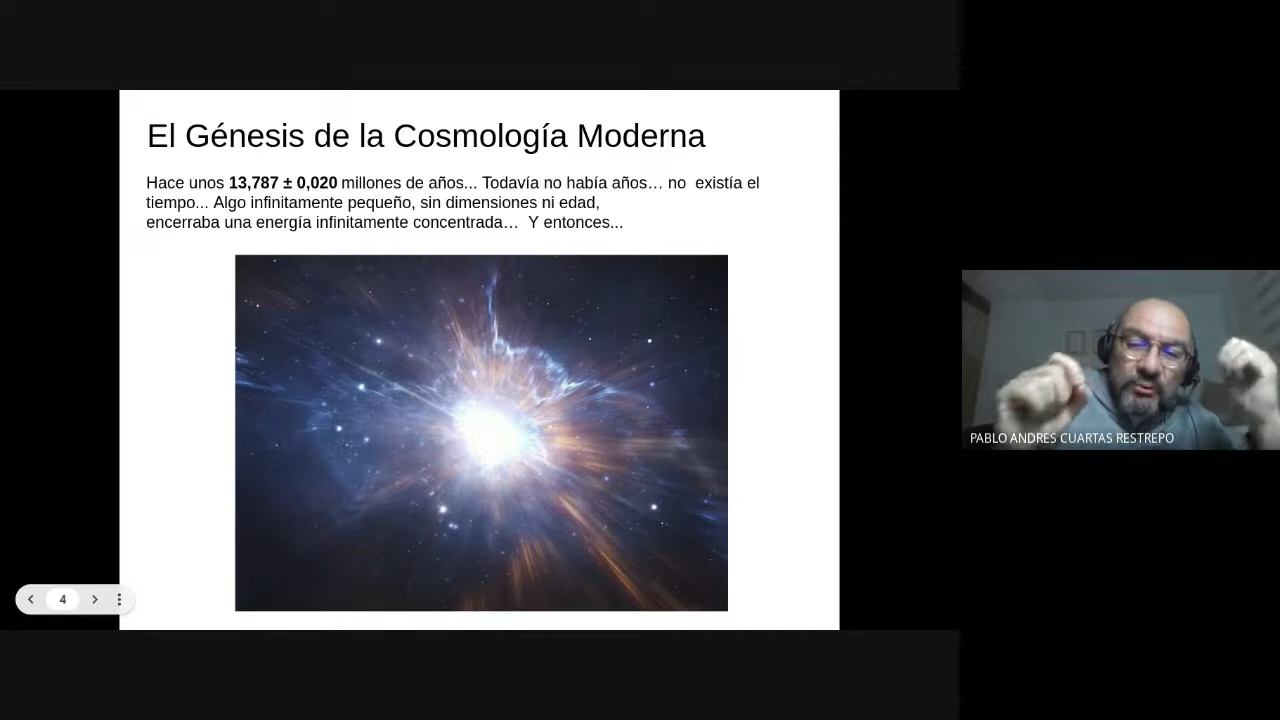 El Génesis de la Cosmología Moderna
Hace unos 13,787 ± 0,020 millones de años... Todavía no había años… no existía el
tiempo... Algo infinitamente pequeño, sin dimensiones ni edad,
encerraba una energía infinitamente concentrada… Y entonces...
PABLO ANDRES CUARTAS RESTREPO
4